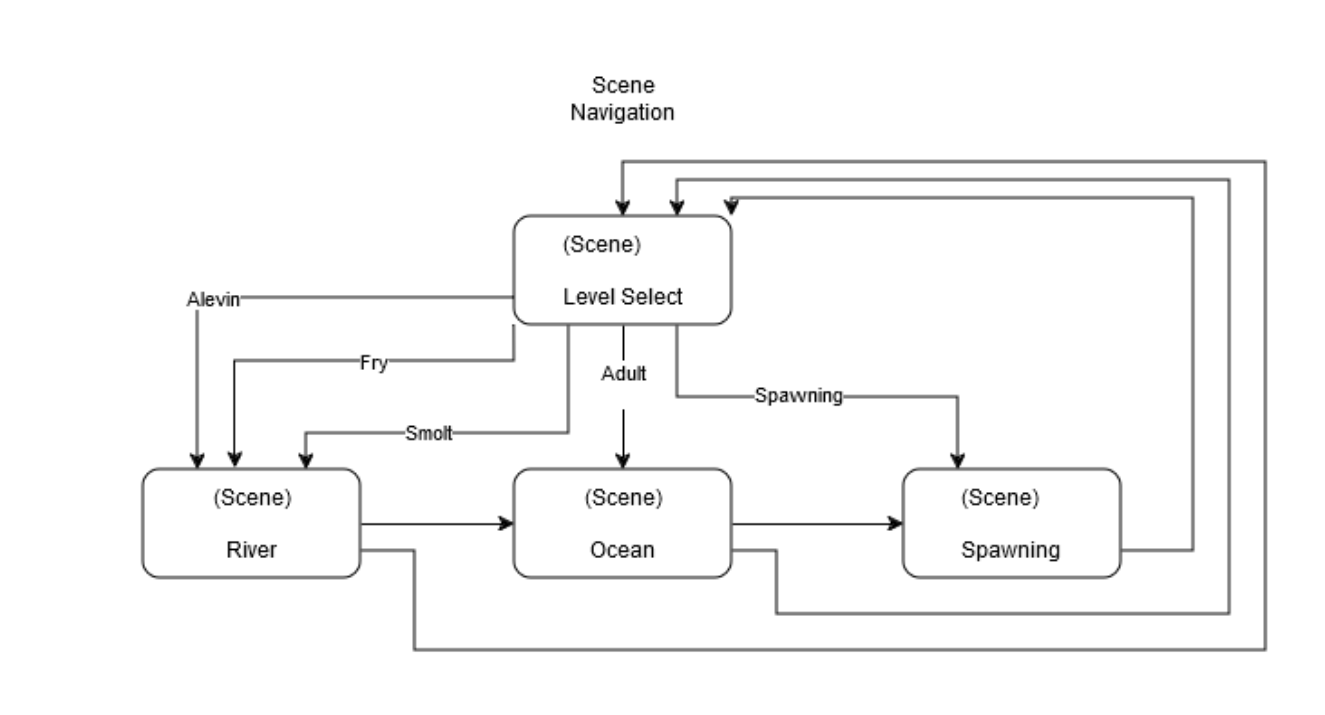 Scene
Navigation
(Scene)
Level Select
Alevin
Fry
Adult
Spawning
Smolt
(Scene)
River
(Scene)
Ocean
(Scene)
Spawning